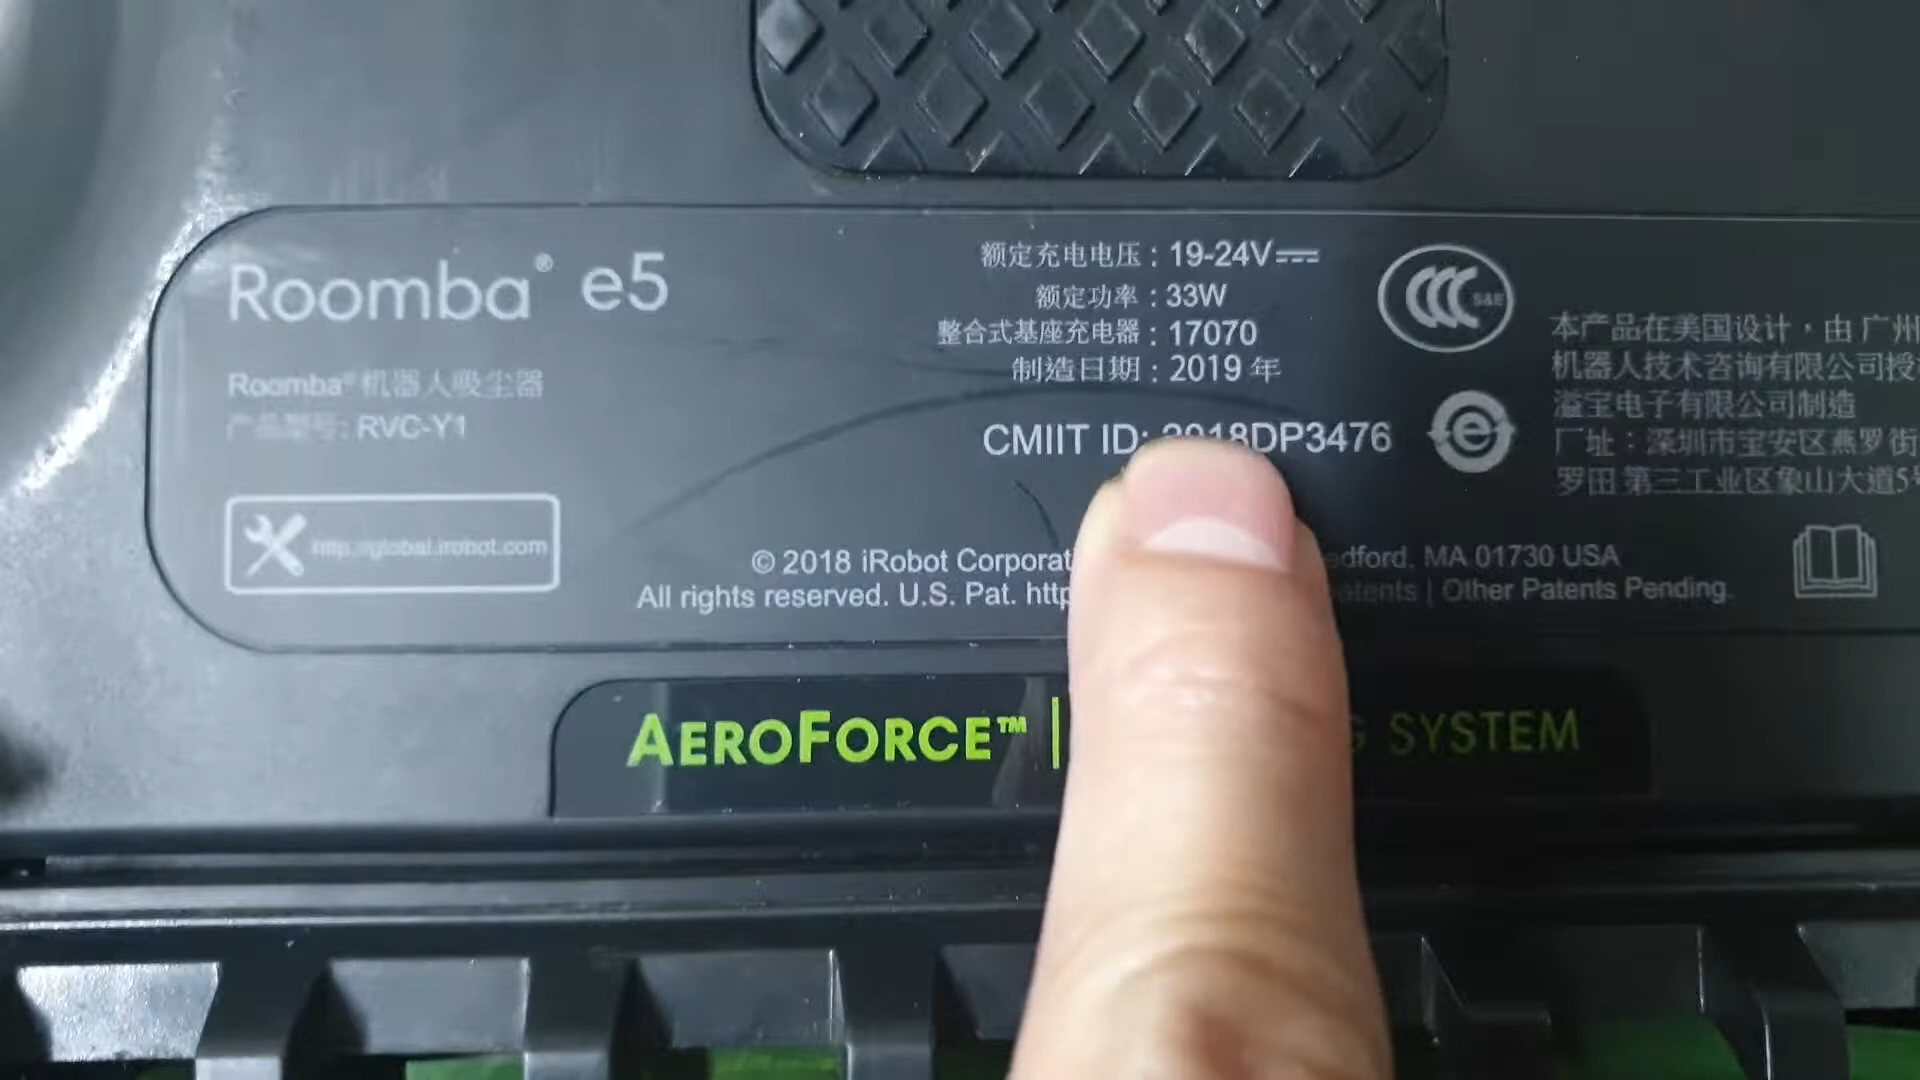 Roomba® e5
Roomba®机器人吸尘器
产品型号: RVC-Y1
http://global.irobot.com
额定充电电压 : 19-24V
额定功率 : 33W
整合式基座充电器 : 17070
制造日期 : 2019 年
CMIIT ID: 2018DP3476
S&E
e
本产品在美国设计，由 广州
机器人技术咨询有限公司授
溢宝电子有限公司制造
厂址：深圳市宝安区燕罗街
罗田 第三工业区象山大道5
© 2018 iRobot MA 01730 USA
All rights reserved. U.S. Pat. | Other Patents Pending.
AEROFORCE™ | SYSTEM